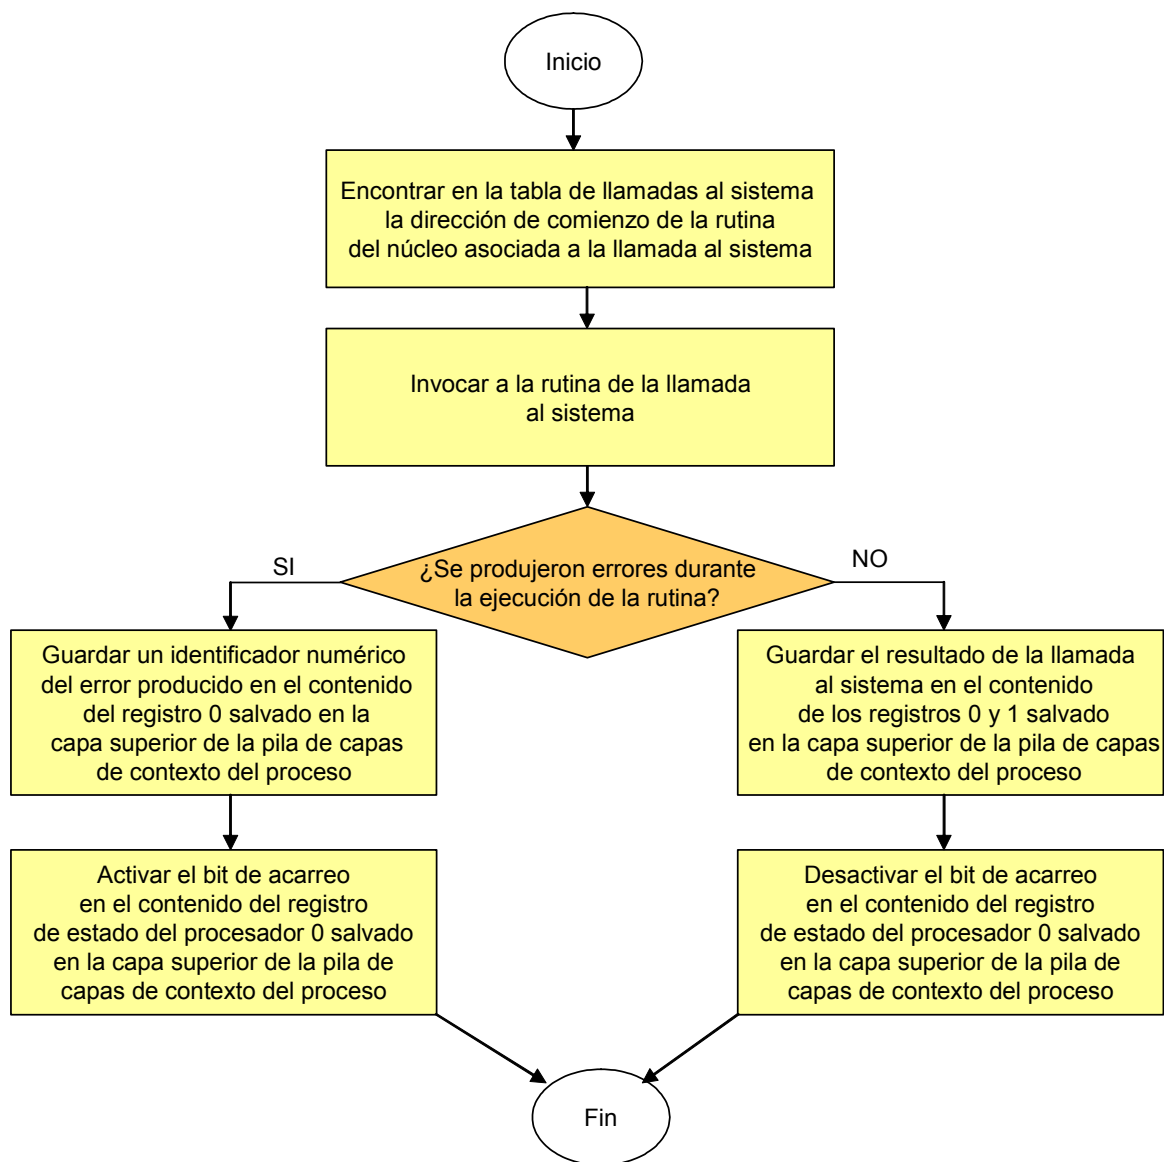 Inicio
Encontrar en la tabla de llamadas al sistema
la dirección de comienzo de la rutina
del núcleo asociada a la llamada al sistema
Invocar a la rutina de la llamada
al sistema
¿Se produjeron errores durante
la ejecución de la rutina?
SI
NO
Guardar un identificador numérico
del error producido en el contenido
del registro 0 salvado en la
capa superior de la pila de capas
de contexto del proceso
Guardar el resultado de la llamada
al sistema en el contenido
de los registros 0 y 1 salvado
en la capa superior de la pila de capas
de contexto del proceso
Activar el bit de acarreo
en el contenido del registro
de estado del procesador 0 salvado
en la capa superior de la pila de
capas de contexto del proceso
Desactivar el bit de acarreo
en el contenido del registro
de estado del procesador 0 salvado
en la capa superior de la pila de
capas de contexto del proceso
Fin